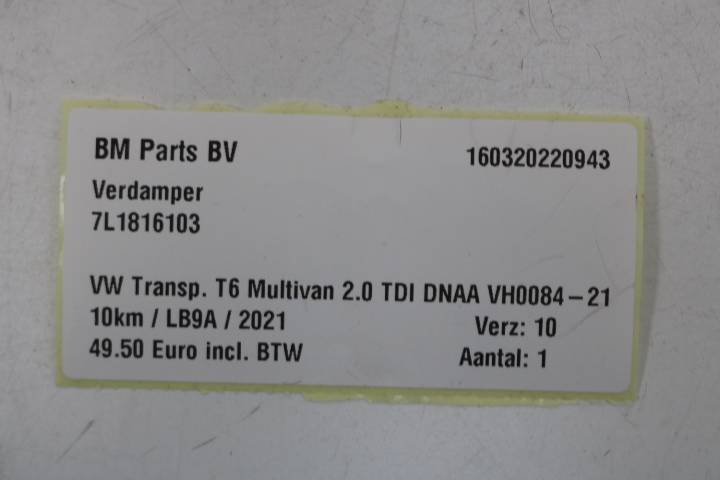 BM Parts BV 160320220943
Verdamper
7L1816103
VW Transp. T6 Multivan 2.0 TDI DNAA VH0084-21
10km / LB9A / 2021 Verz: 10
49.50 Euro incl. BTW Aantal: 1